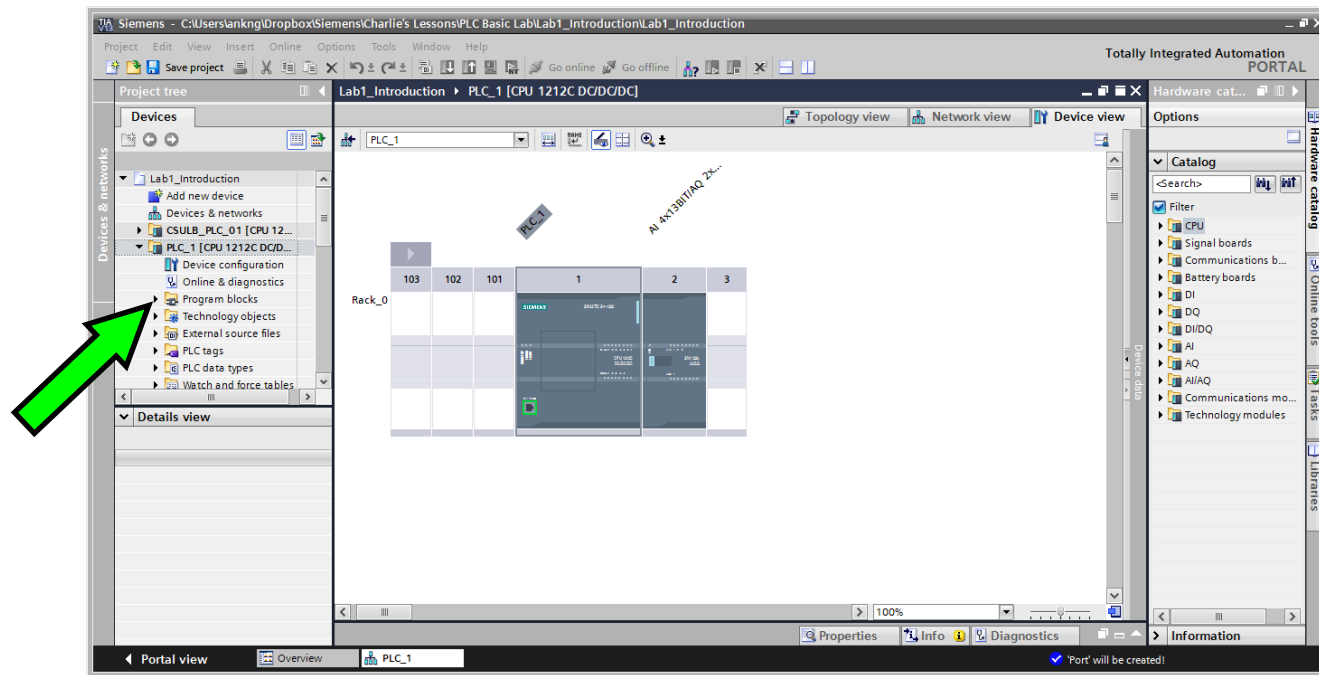 Siemens - C:\Users\ankng\Dropbox\Siemens\Charlie's Lessons\PLC Basic Lab\Lab1_Introduction\Lab1_Introduction
Project Edit View Insert Online Options Tools Window Help
Totally Integrated Automation
PORTAL
Save project Go online Go offline
Project tree
Lab1_Introduction PLC_1 [CPU 1212C DC/DC/DC]
Hardware cat...
Devices
Topology view Network view Device view
Options
PLC_1
Devices & networks
Lab1_Introduction
Add new device
Devices & networks
CSULB_PLC_01 [CPU 12...
PLC_1 [CPU 1212C DC/D...
Device configuration
Online & diagnostics
Program blocks
Technology objects
External source files
PLC tags
PLC data types
Watch and force tables
Details view
PLC_1
AI 4x13BIT/AQ 2x...
103 102 101 1 2 3
Rack_0
SIEMENS
Device data
100%
Properties Info Diagnostics
Catalog
<Search>
Filter
CPU
Signal boards
Communications b...
Battery boards
DI
DQ
DI/DQ
AI
AQ
AI/AQ
Communications mo...
Technology modules
Information
Hardware catalog
Online tools
Tasks
Libraries
Portal view Overview PLC_1
'Port' will be created!